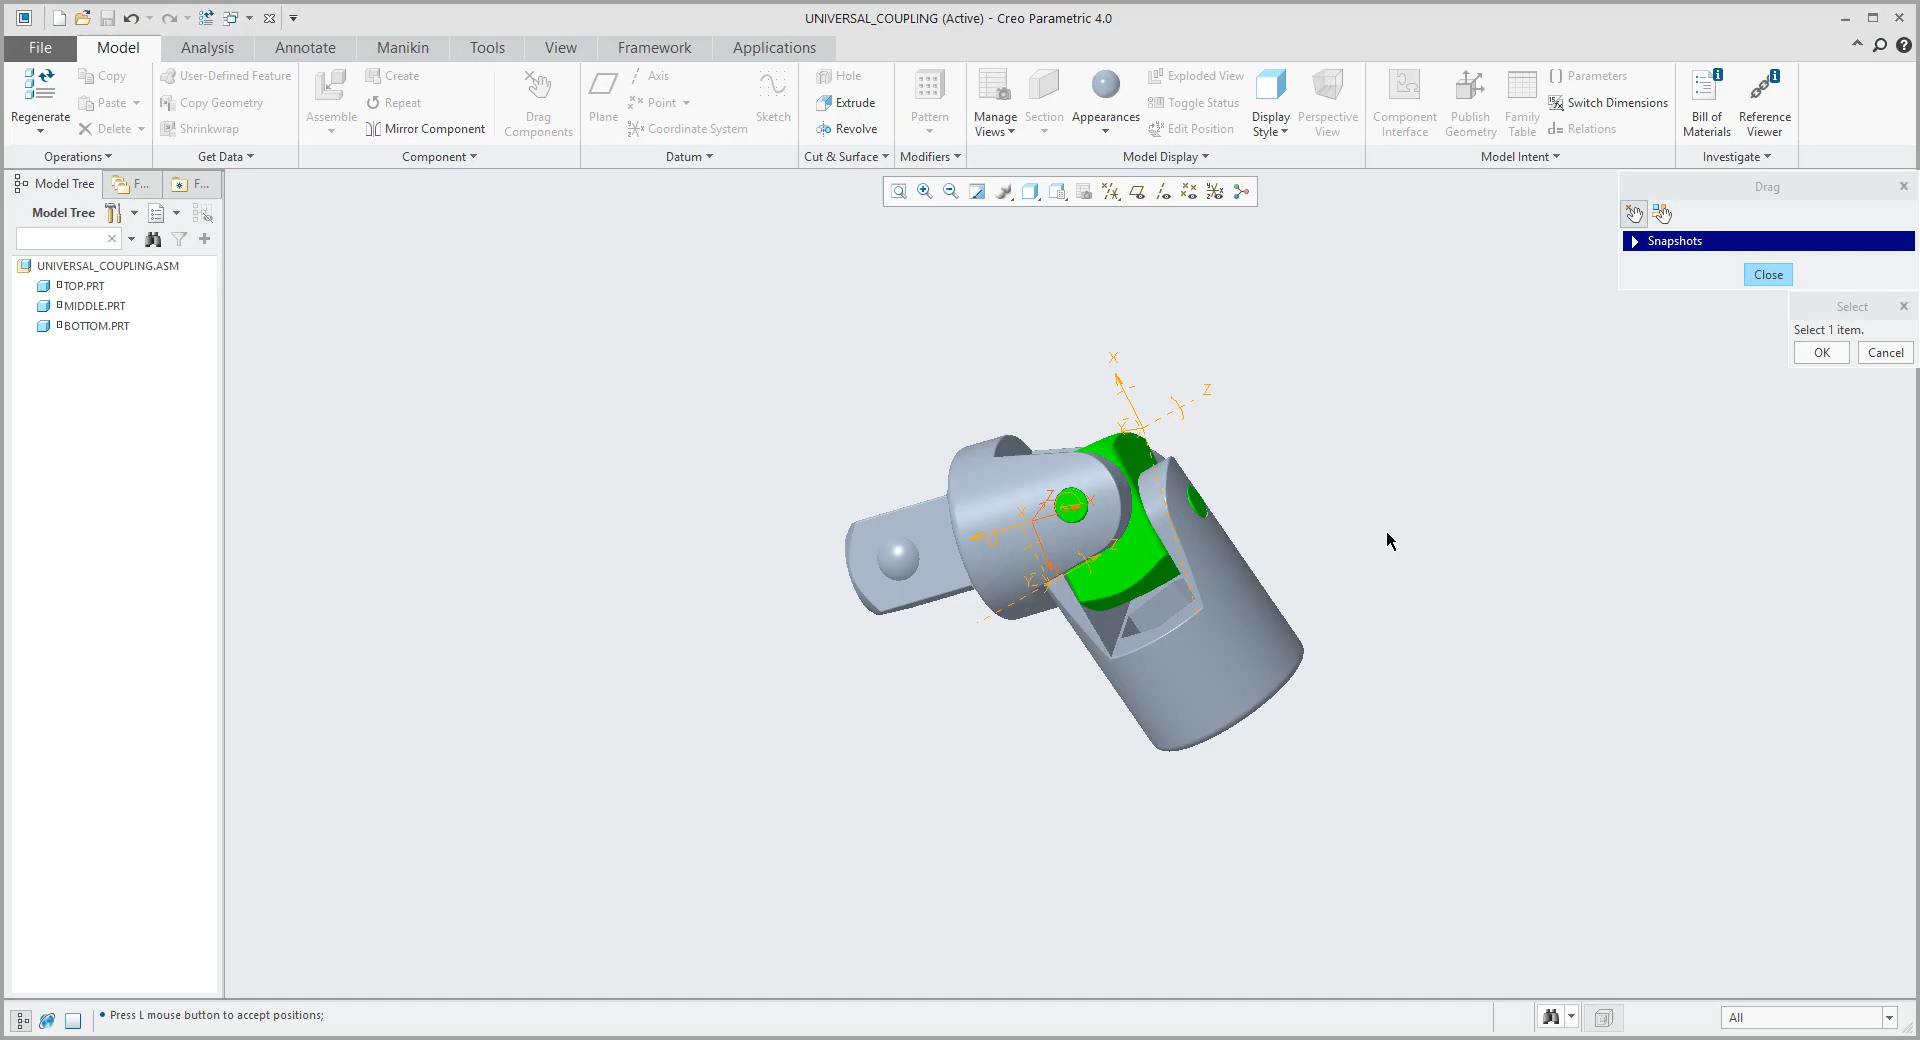 UNIVERSAL_COUPLING (Active) - Creo Parametric 4.0
File Model Analysis Annotate Manikin Tools View Framework Applications
Regenerate
Copy
Paste
Delete
Operations
User-Defined Feature
Copy Geometry
Shrinkwrap
Get Data
Assemble
Create
Repeat
Mirror Component
Drag
Components
Component
Plane
Axis
Point
Coordinate System
Sketch
Datum
Hole
Extrude
Revolve
Cut & Surface
Pattern
Modifiers
Manage
Views
Section
Appearances
Exploded View
Toggle Status
Edit Position
Display
Style
Perspective
View
Model Display
Component
Interface
Publish
Geometry
Family
Table
Parameters
Switch Dimensions
Relations
Model Intent
Bill of
Materials
Reference
Viewer
Investigate
Model Tree F... F...
Model Tree
UNIVERSAL_COUPLING.ASM
TOP.PRT
MIDDLE.PRT
BOTTOM.PRT
Drag
Snapshots
Close
Select
Select 1 item.
OK Cancel
X
Z
Y
Z
X
X
Z
Y
Press L mouse button to accept positions;
All